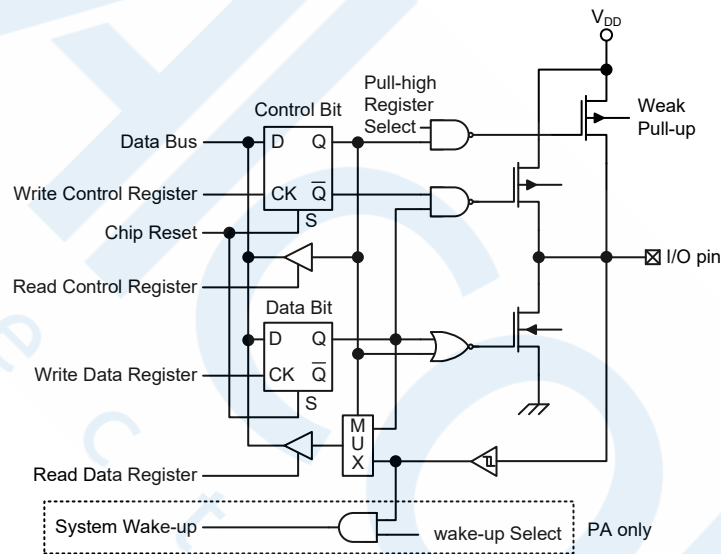 V_DD
Pull-high
Register
Select
Control Bit
Weak
Pull-up
Data Bus
D Q
Write Control Register
CK Q̅
S
Chip Reset
I/O pin
Read Control Register
Data Bit
D Q
Write Data Register
CK Q̅
S
M
U
X
Read Data Register
System Wake-up
wake-up Select
PA only
e
c
t